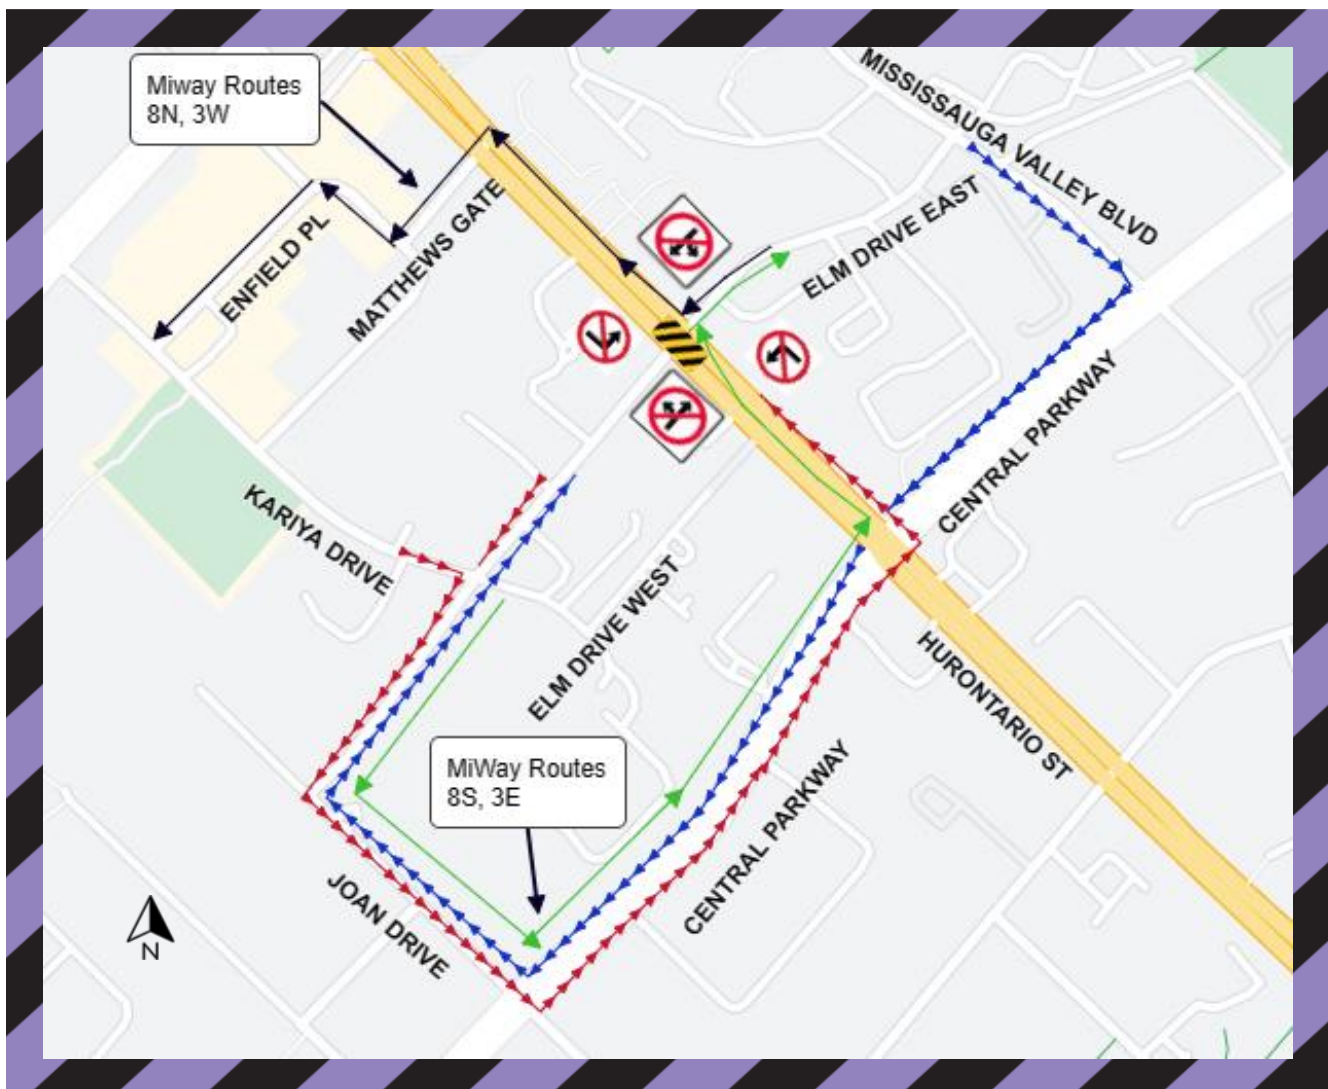 Miway Routes
8N, 3W
MISSISSAUGA VALLEY BLVD
ELM DRIVE EAST
ENFIELD PL
MATTHEWS GATE
CENTRAL PARKWAY
KARIYA DRIVE
ELM DRIVE WEST
HURONTARIO ST
MiWay Routes
8S, 3E
CENTRAL PARKWAY
JOAN DRIVE
N